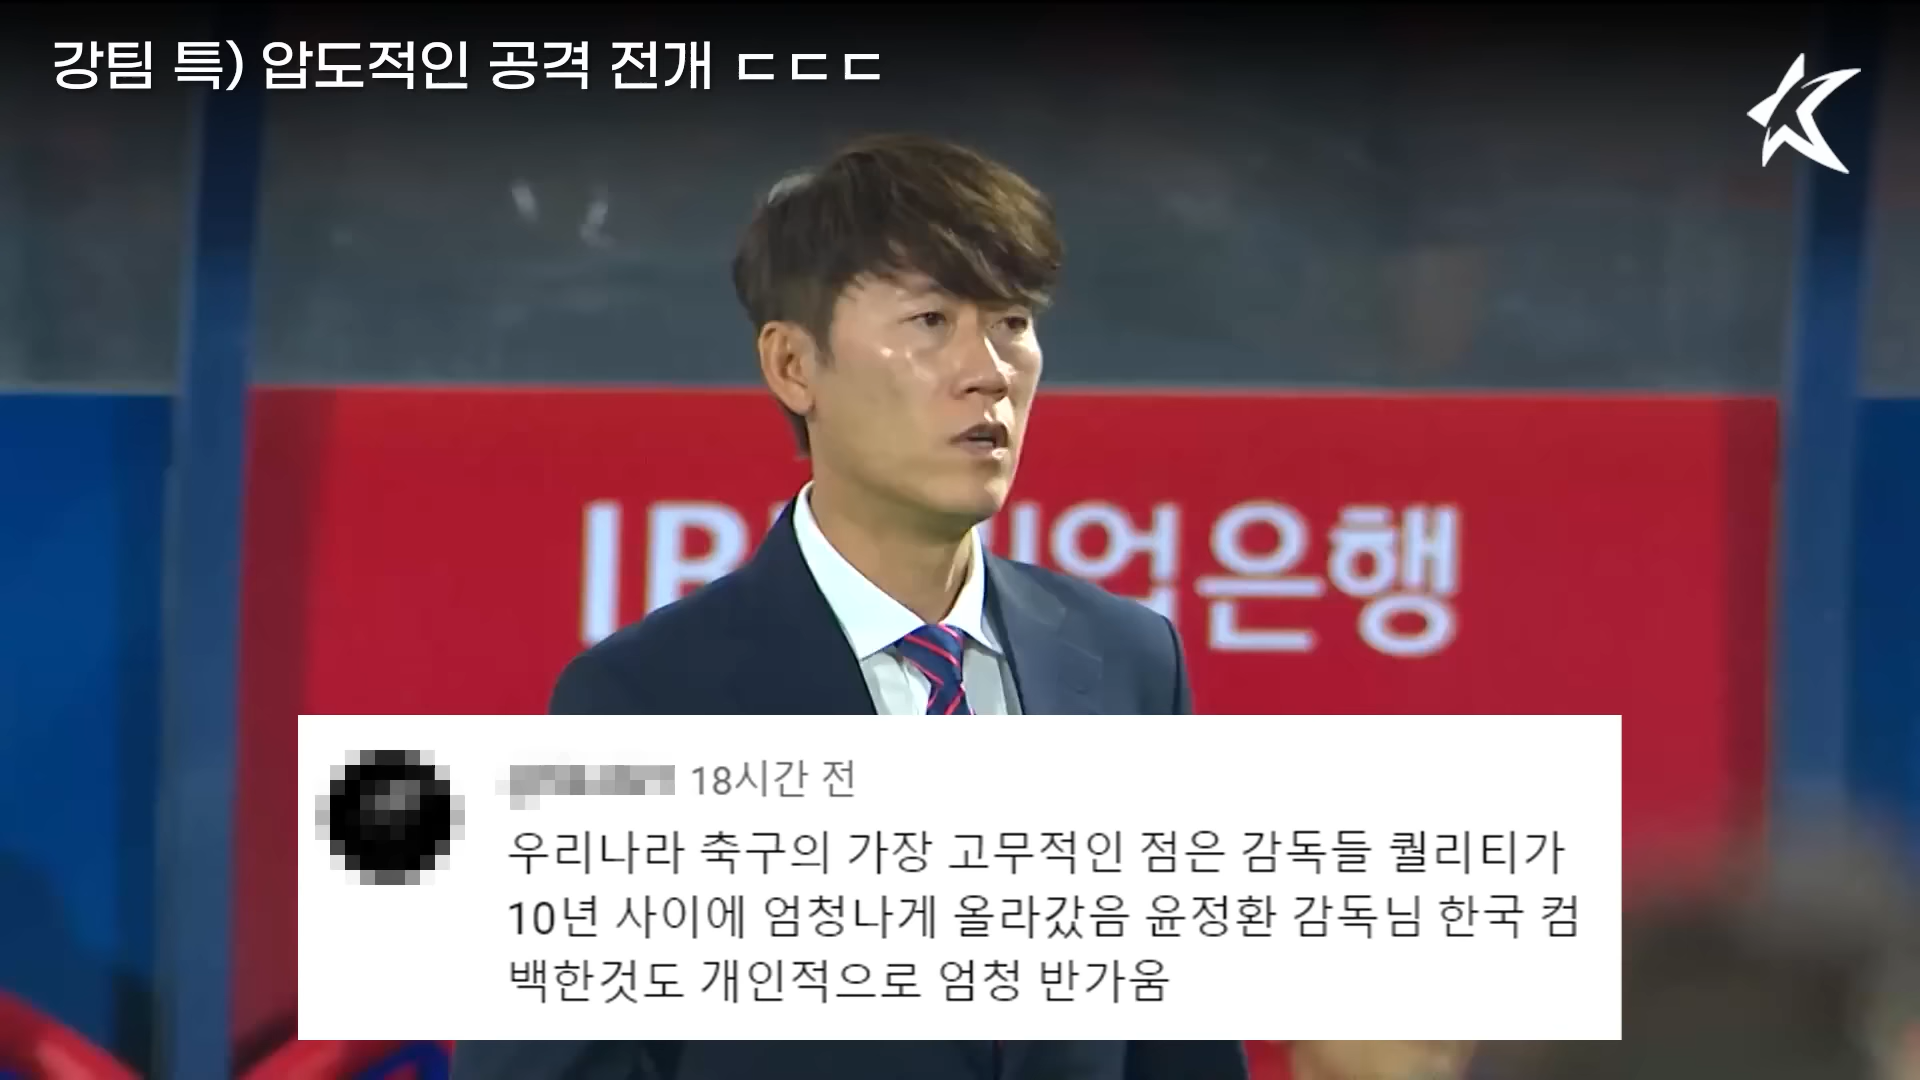 강팀 특) 압도적인 공격 전개 ㄷㄷㄷ
업은행
18시간 전
우리나라 축구의 가장 고무적인 점은 감독들 퀄리티가
10년 사이에 엄청나게 올라갔음 윤정환 감독님 한국 컴
백한것도 개인적으로 엄청 반가움